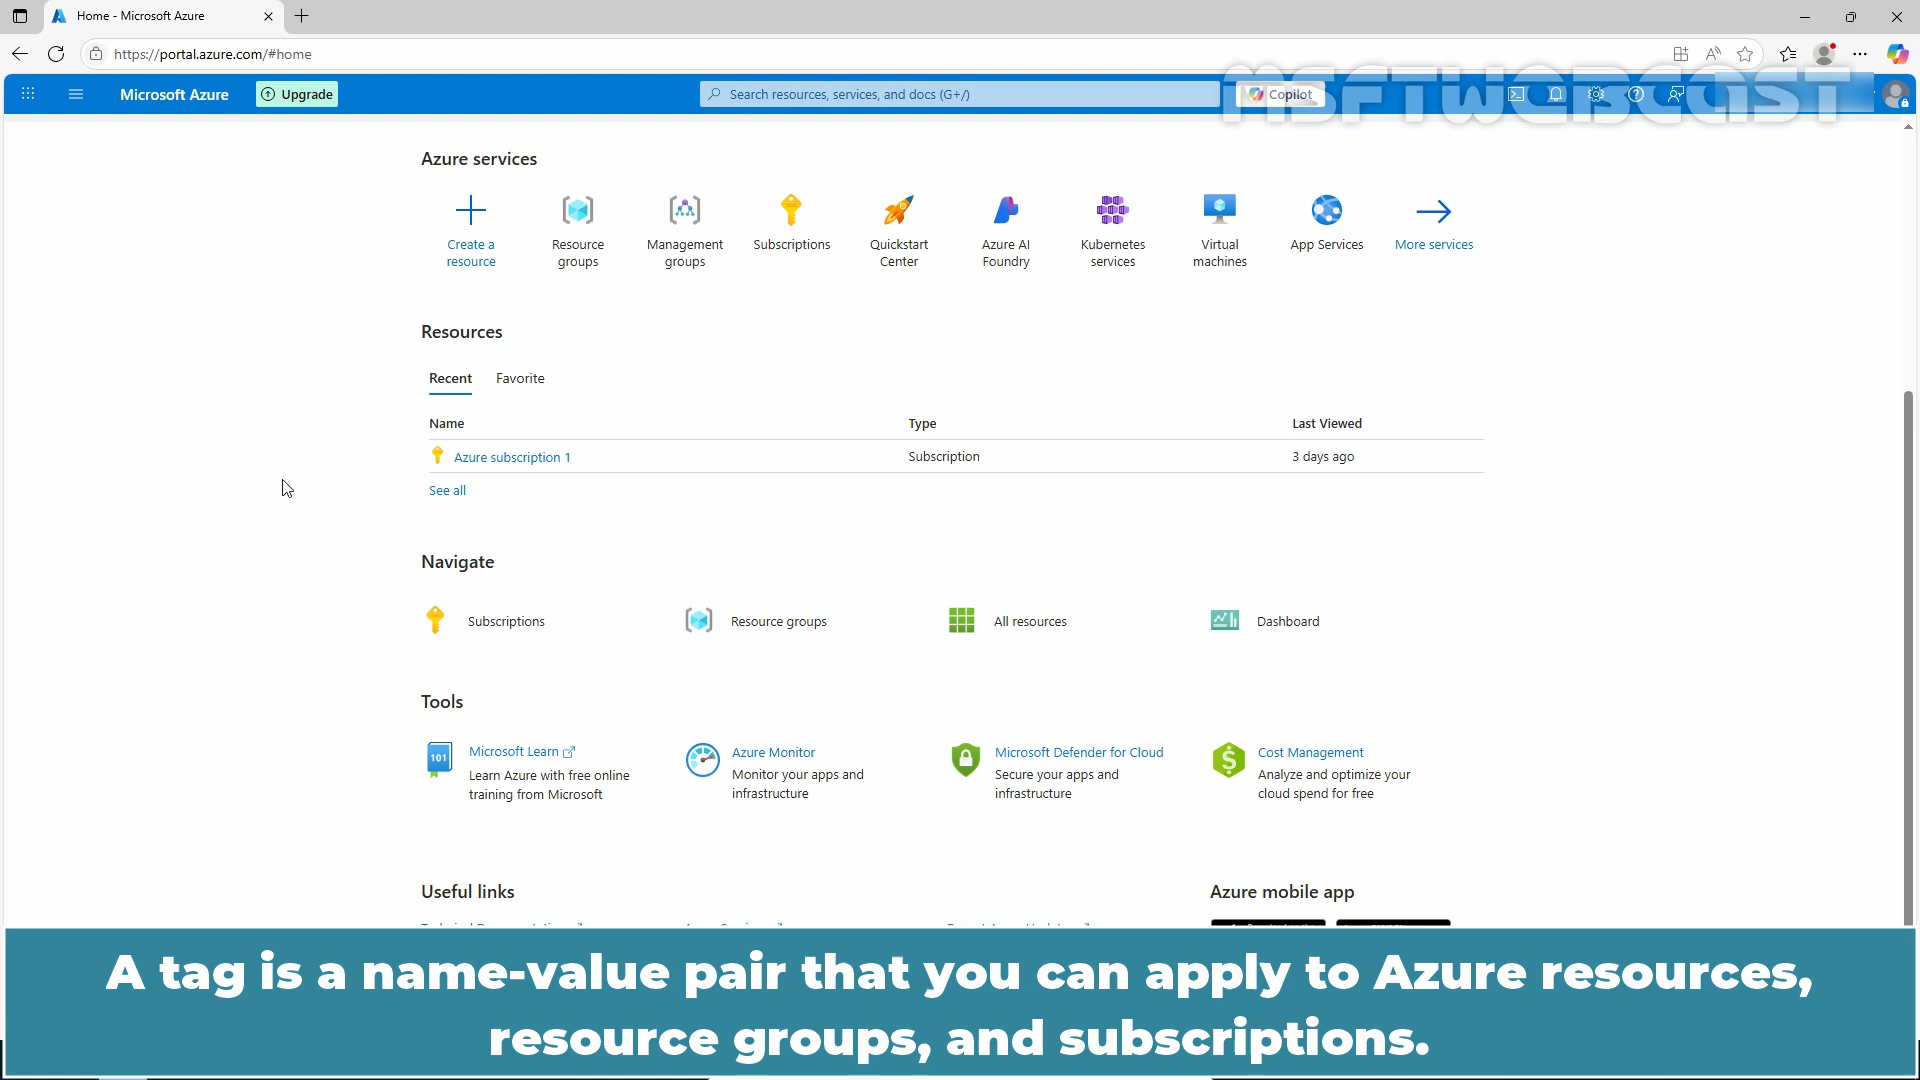 Home - Microsoft Azure
https://portal.azure.com/#home
Microsoft Azure
Upgrade
Search resources, services, and docs (G+/)
Copilot
MSFTWEBCAST
Azure services
Create a resource
Resource groups
Management groups
Subscriptions
Quickstart Center
Azure AI Foundry
Kubernetes services
Virtual machines
App Services
More services
Resources
Recent
Favorite
Name
Type
Last Viewed
Azure subscription 1
Subscription
3 days ago
See all
Navigate
Subscriptions
Resource groups
All resources
Dashboard
Tools
101
Microsoft Learn
Learn Azure with free online
training from Microsoft
Azure Monitor
Monitor your apps and
infrastructure
Microsoft Defender for Cloud
Secure your apps and
infrastructure
Cost Management
Analyze and optimize your
cloud spend for free
Useful links
Azure mobile app
A tag is a name-value pair that you can apply to Azure resources,
resource groups, and subscriptions.